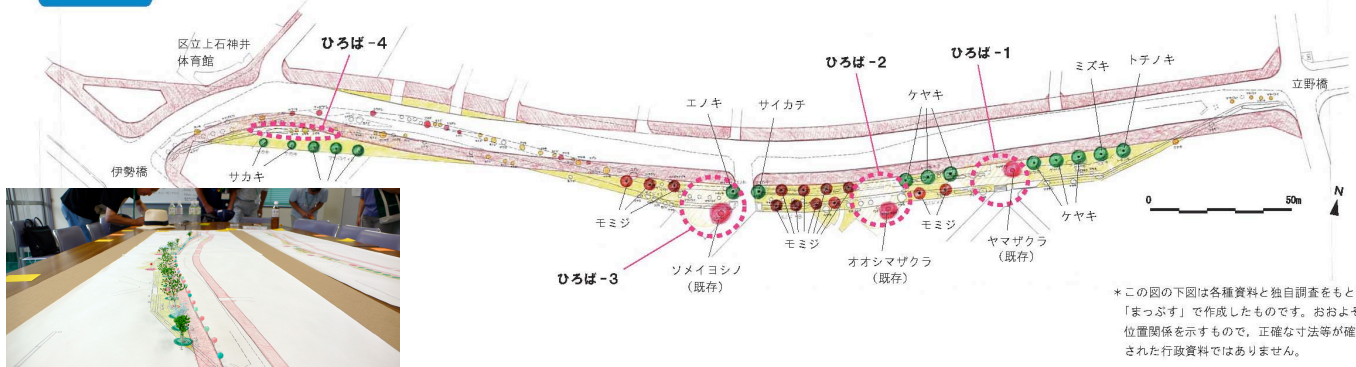 区立上石神井
体育館
ひろば-4
ひろば-2
ひろば-1
ミズキ
トチノキ
立野橋
エノキ
サイカチ
ケヤキ
伊勢橋
サカキ
モミジ
モミジ
モミジ
ケヤキ
ヤマザクラ
(既存)
ひろば-3
ソメイヨシノ
(既存)
オオシマザクラ
(既存)
0
50m
N
*この図の下図は各種資料と独自調査をもと
「まっぷす」で作成したものです。おおよそ
位置関係を示すもので，正確な寸法等が確
された行政資料ではありません。